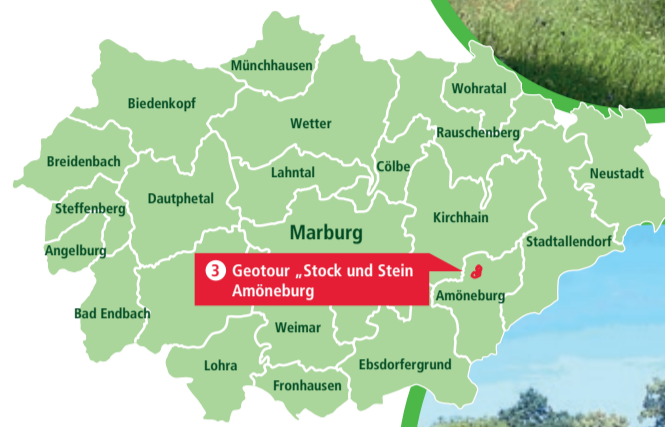 Münchhausen
Wohratal
Biedenkopf
Wetter
Rauschenberg
Breidenbach
Lahntal
Cölbe
Neustadt
Dautphetal
Steffenberg
Kirchhain
Marburg
Stadtallendorf
Angelburg
3 Geotour „Stock und Stein
Amöneburg
Amöneburg
Bad Endbach
Weimar
Lohra
Ebsdorfergrund
Fronhausen